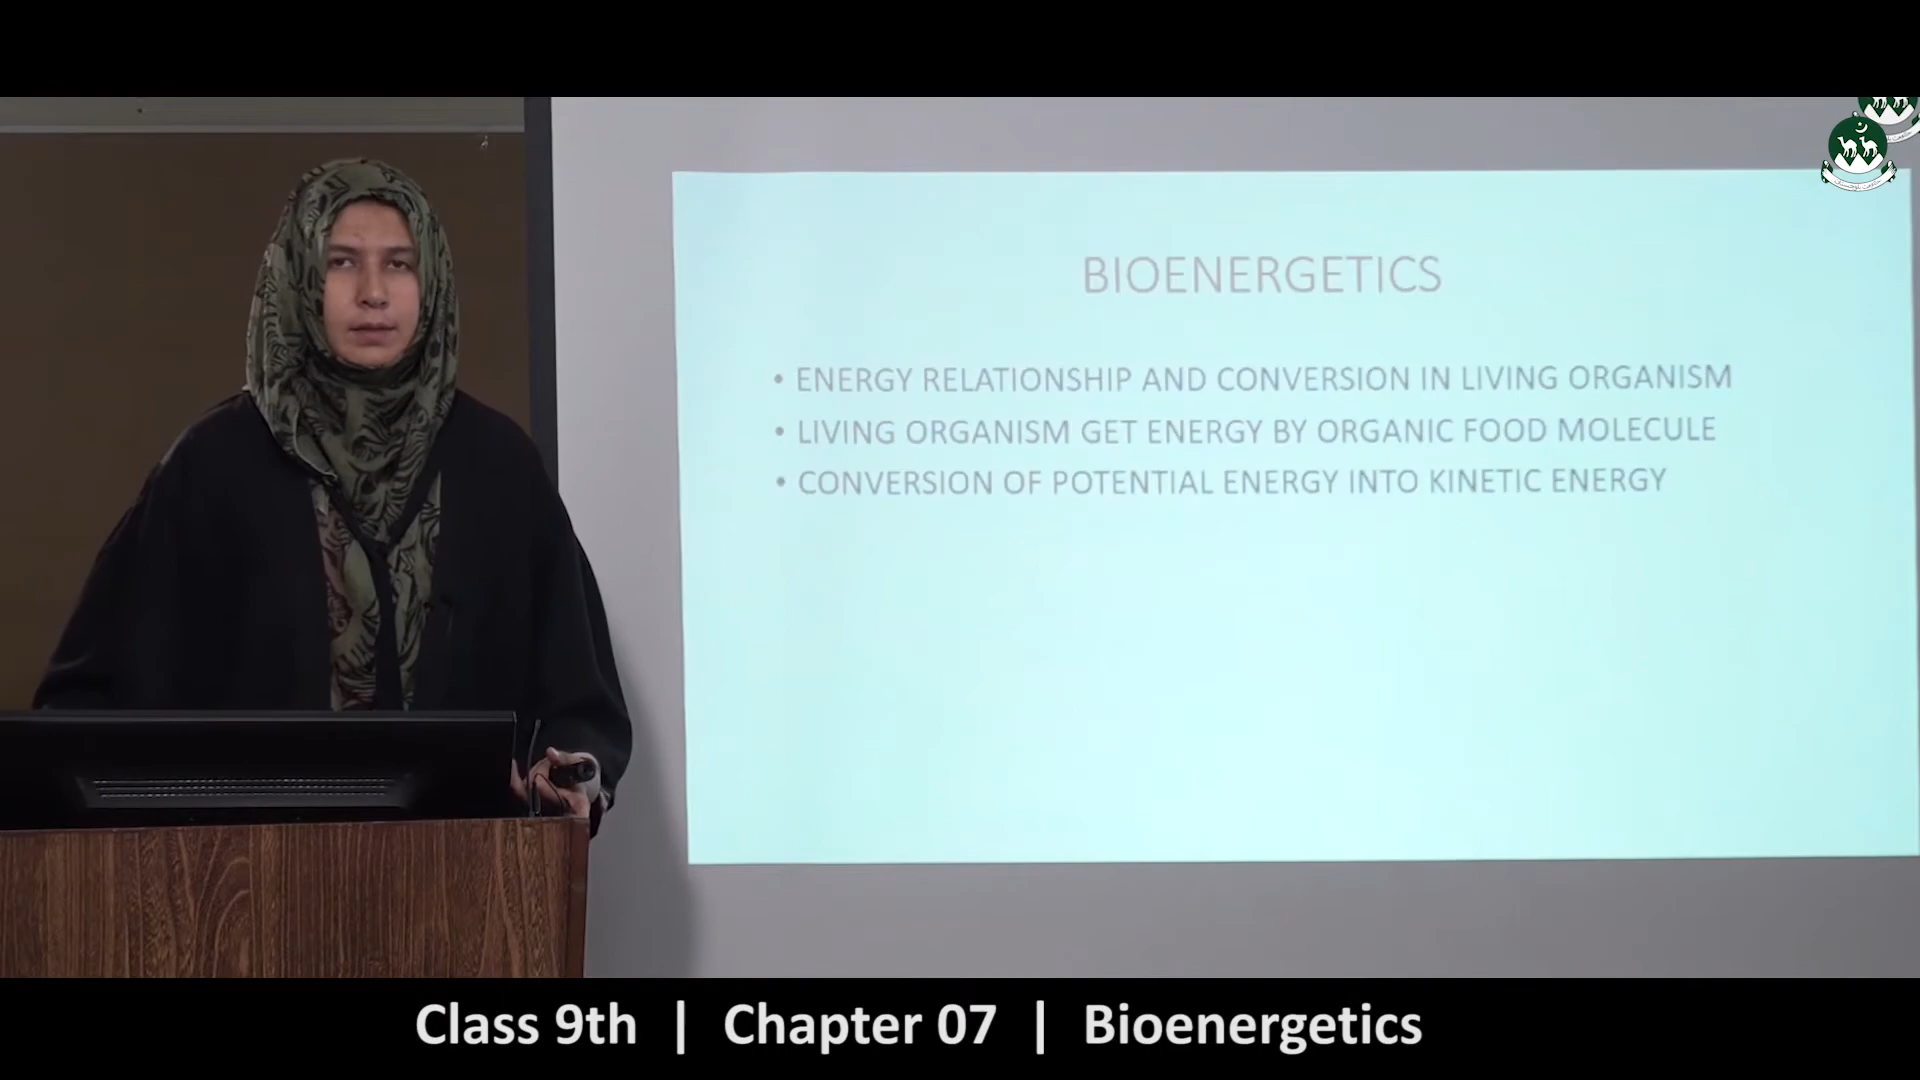 BIOENERGETICS
• ENERGY RELATIONSHIP AND CONVERSION IN LIVING ORGANISM
• LIVING ORGANISM GET ENERGY BY ORGANIC FOOD MOLECULE
• CONVERSION OF POTENTIAL ENERGY INTO KINETIC ENERGY
Class 9th | Chapter 07 | Bioenergetics